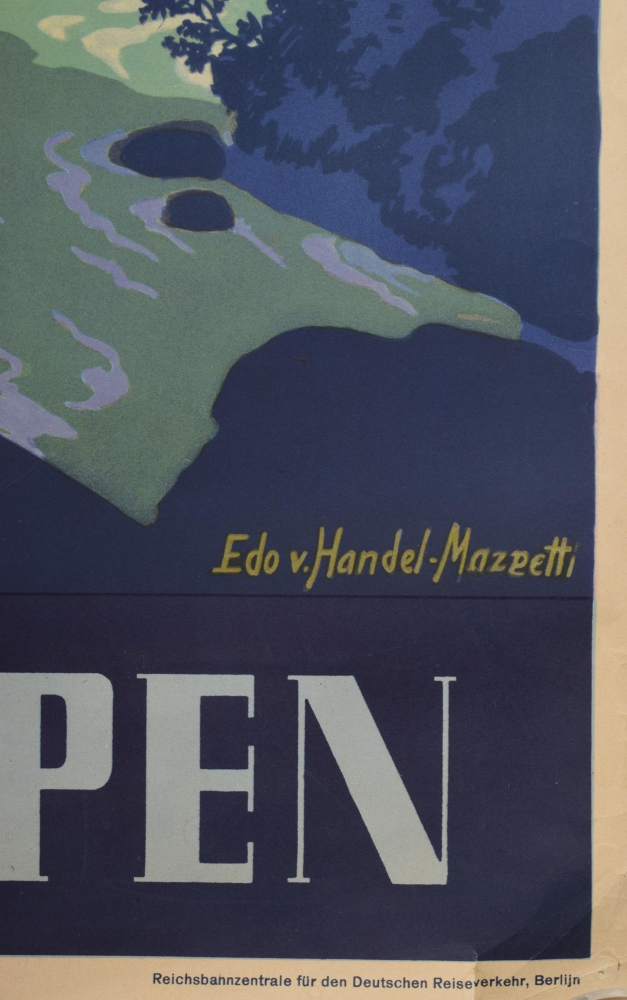 Edo v. Handel-Mazzetti
PEN
Reichsbahnzentrale für den Deutschen Reiseverkehr, Berlijn